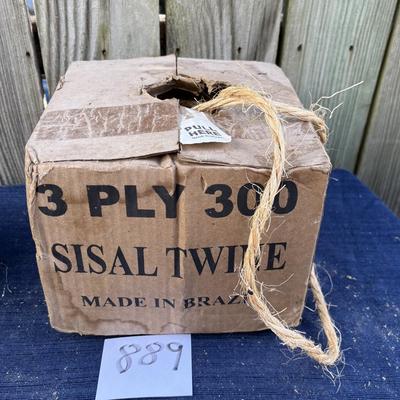 PULL
HERE
3 PLY 300
SISAL TWINE
MADE IN BRAZIL
889